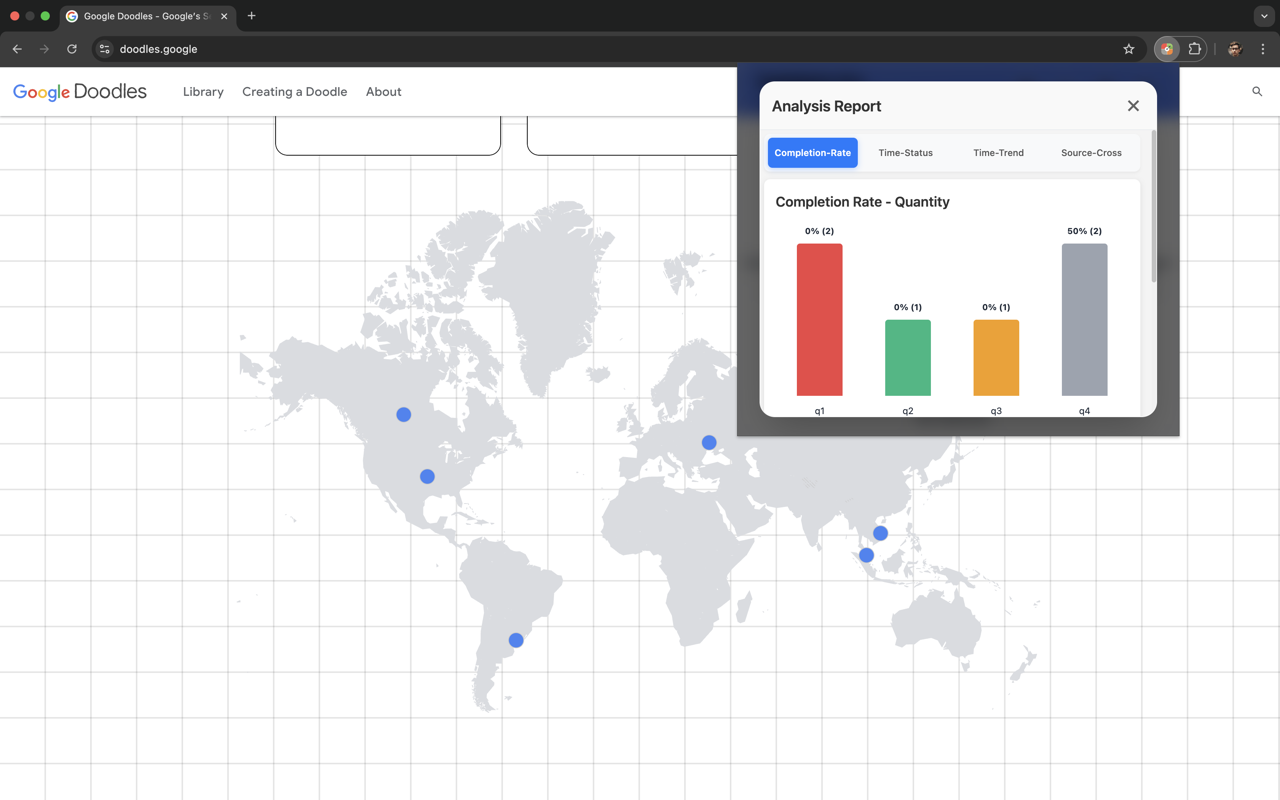 Google Doodles - Google's S
doodles.google
Google Doodles
Library
Creating a Doodle
About
Analysis Report
Completion-Rate
Time-Status
Time-Trend
Source-Cross
Completion Rate - Quantity
0% (2)
50% (2)
0% (1)
0% (1)
q1
q2
q3
q4